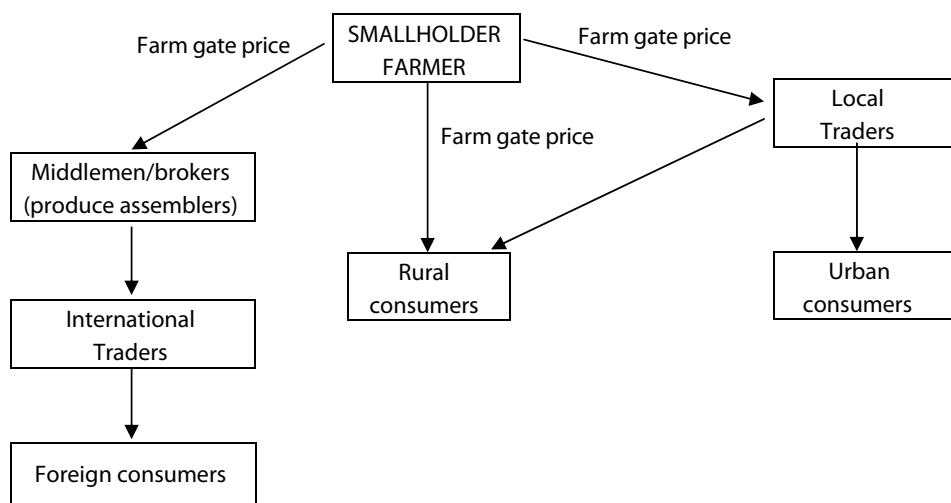 Farm gate price
SMALLHOLDER
FARMER
Farm gate price
Local
Traders
Farm gate price
Middlemen/brokers
(produce assemblers)
Rural
consumers
Urban
consumers
International
Traders
Foreign consumers